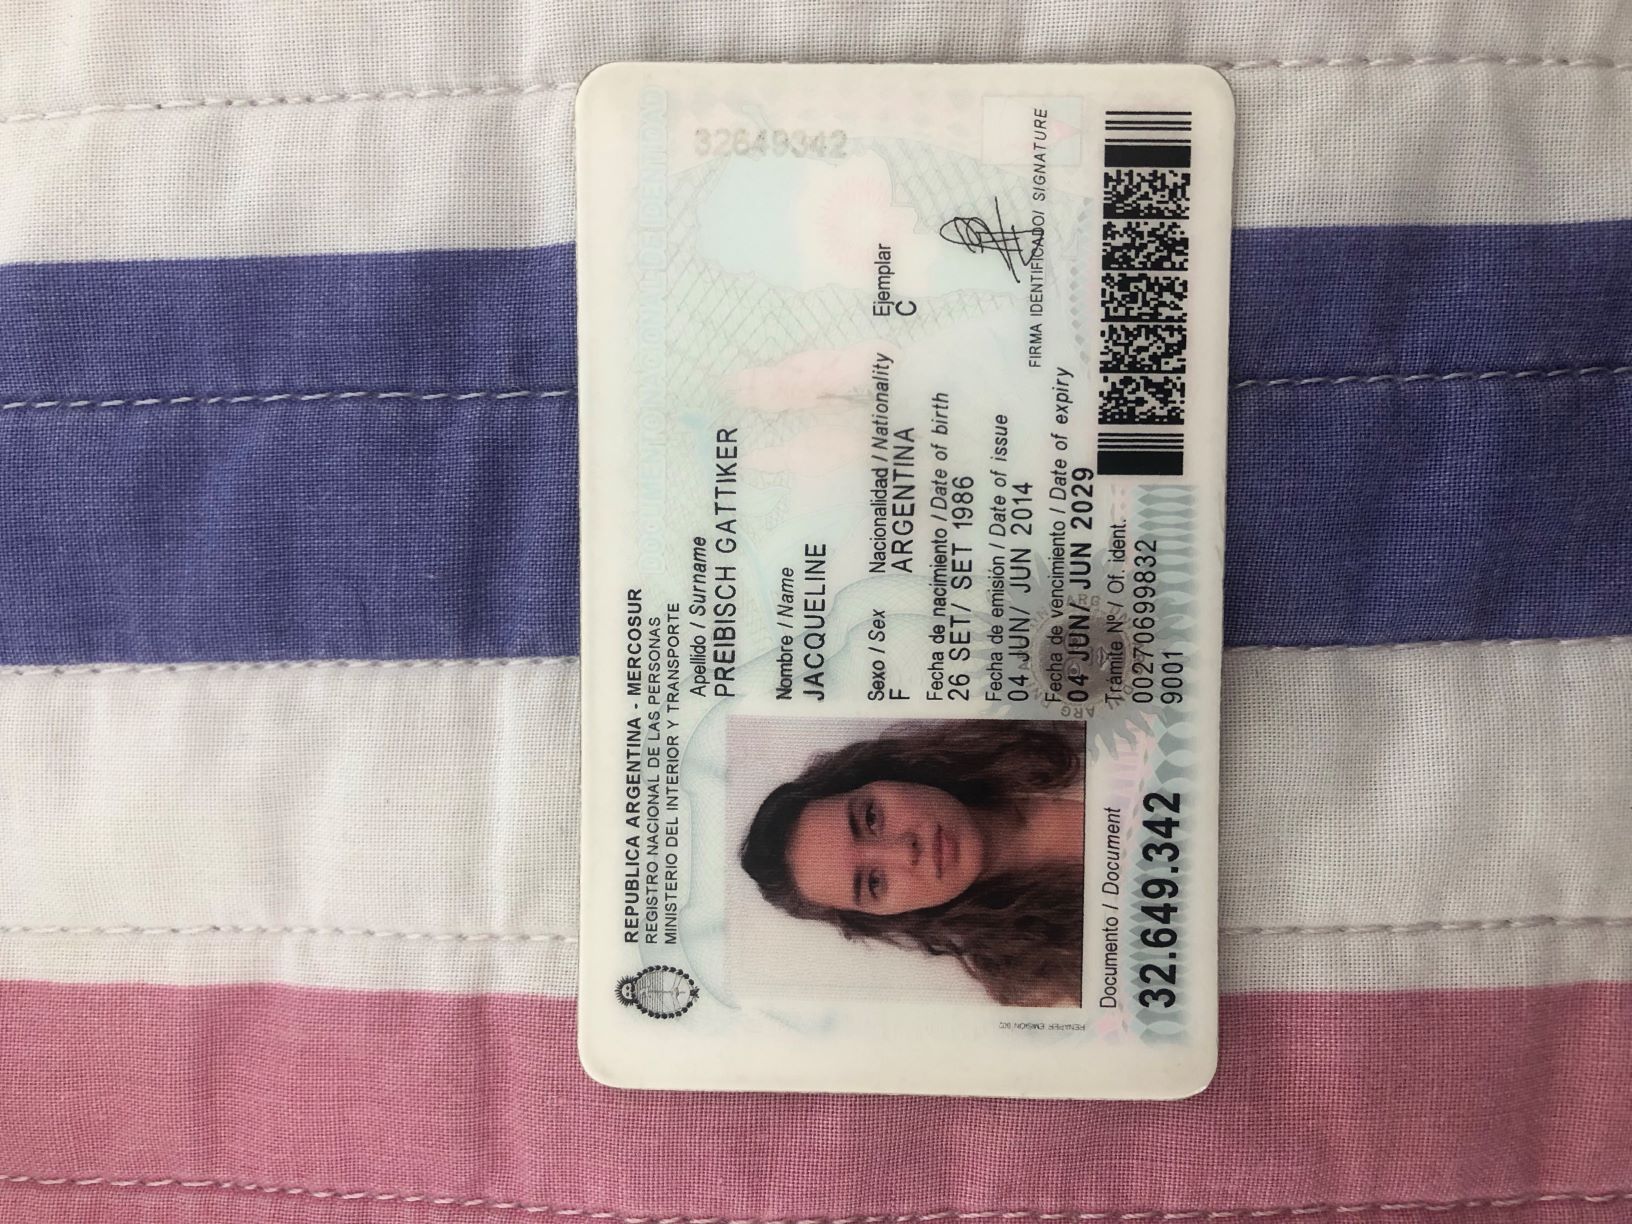 REPUBLICA ARGENTINA - MERCOSUR
REGISTRO NACIONAL DE LAS PERSONAS
MINISTERIO DEL INTERIOR Y TRANSPORTE
DOCUMENTO NACIONAL DE IDENTIDAD
Apellido / Surname
PREIBISCH GATTIKER
Nombre / Name
JACQUELINE
Sexo / Sex Nacionalidad / Nationality Ejemplar
F ARGENTINA C
Fecha de nacimiento / Date of birth
26 SET/ SET 1986
Fecha de emisión / Date of issue
04 JUN/ JUN 2014
FIRMA IDENTIFICADO/ SIGNATURE
Fecha de vencimiento / Date of expiry
04 JUN/ JUN 2029
Documento / Document
32.649.342
Trámite Nº / Of. ident.
00270699832
9001
32649342